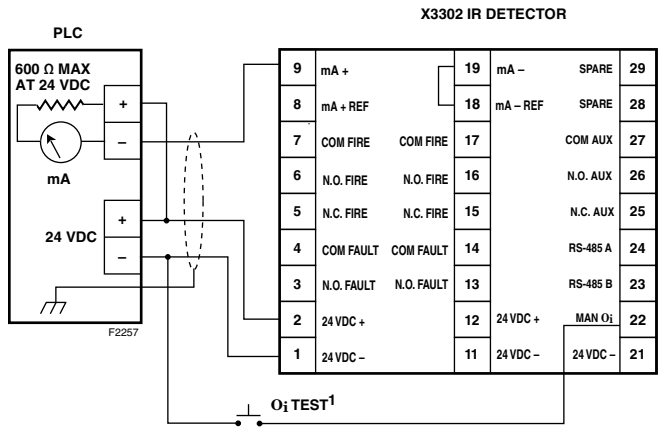 X3302 IR DETECTOR
PLC
600 Ω MAX
AT 24 VDC
+
–
mA
+
24 VDC
–
F2257
9 mA + 19 mA – SPARE 29
8 mA + REF 18 mA – REF SPARE 28
7 COM FIRE COM FIRE 17 COM AUX 27
6 N.O. FIRE N.O. FIRE 16 N.O. AUX 26
5 N.C. FIRE N.C. FIRE 15 N.C. AUX 25
4 COM FAULT COM FAULT 14 RS-485 A 24
3 N.O. FAULT N.O. FAULT 13 RS-485 B 23
2 24 VDC + 12 24 VDC + MAN Oi 22
1 24 VDC – 11 24 VDC – 24 VDC – 21
Oi TEST1